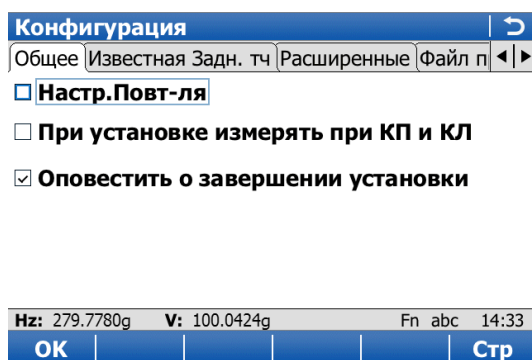 Конфигурация
Общее Известная Задн. тч Расширенные Файл п
Настр.Повт-ля
При установке измерять при КП и КЛ
Оповестить о завершении установки
Hz: 279.7780g V: 100.0424g Fn abc 14:33
OK Стр